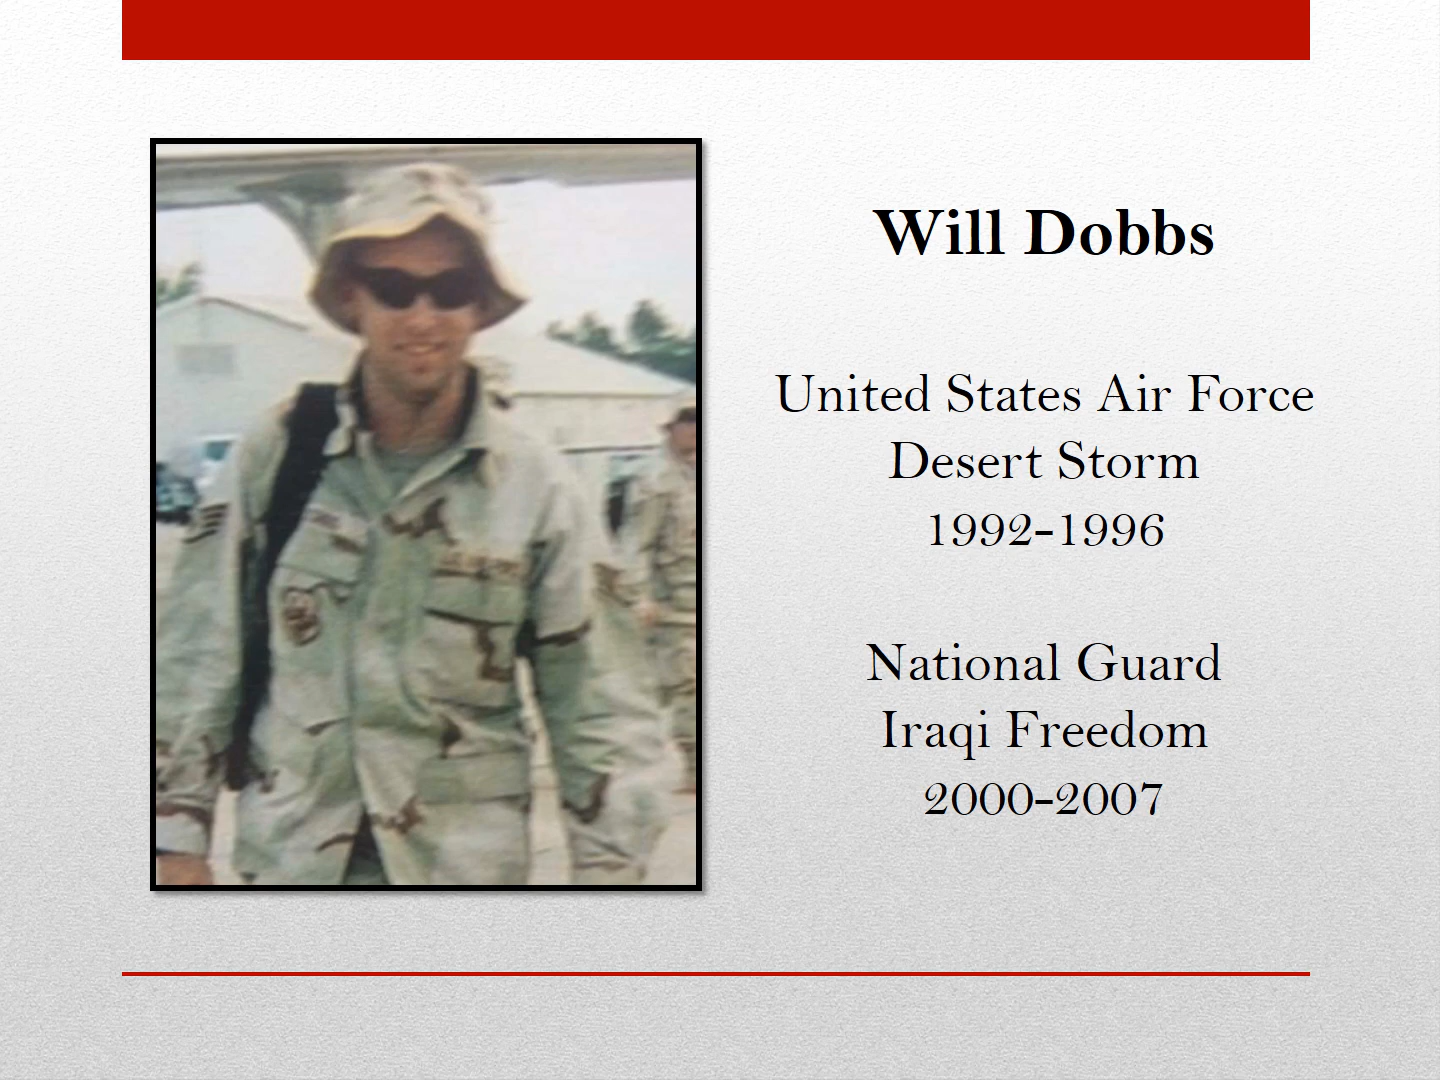 Will Dobbs
United States Air Force
Desert Storm
1992-1996
National Guard
Iraqi Freedom
2000-2007